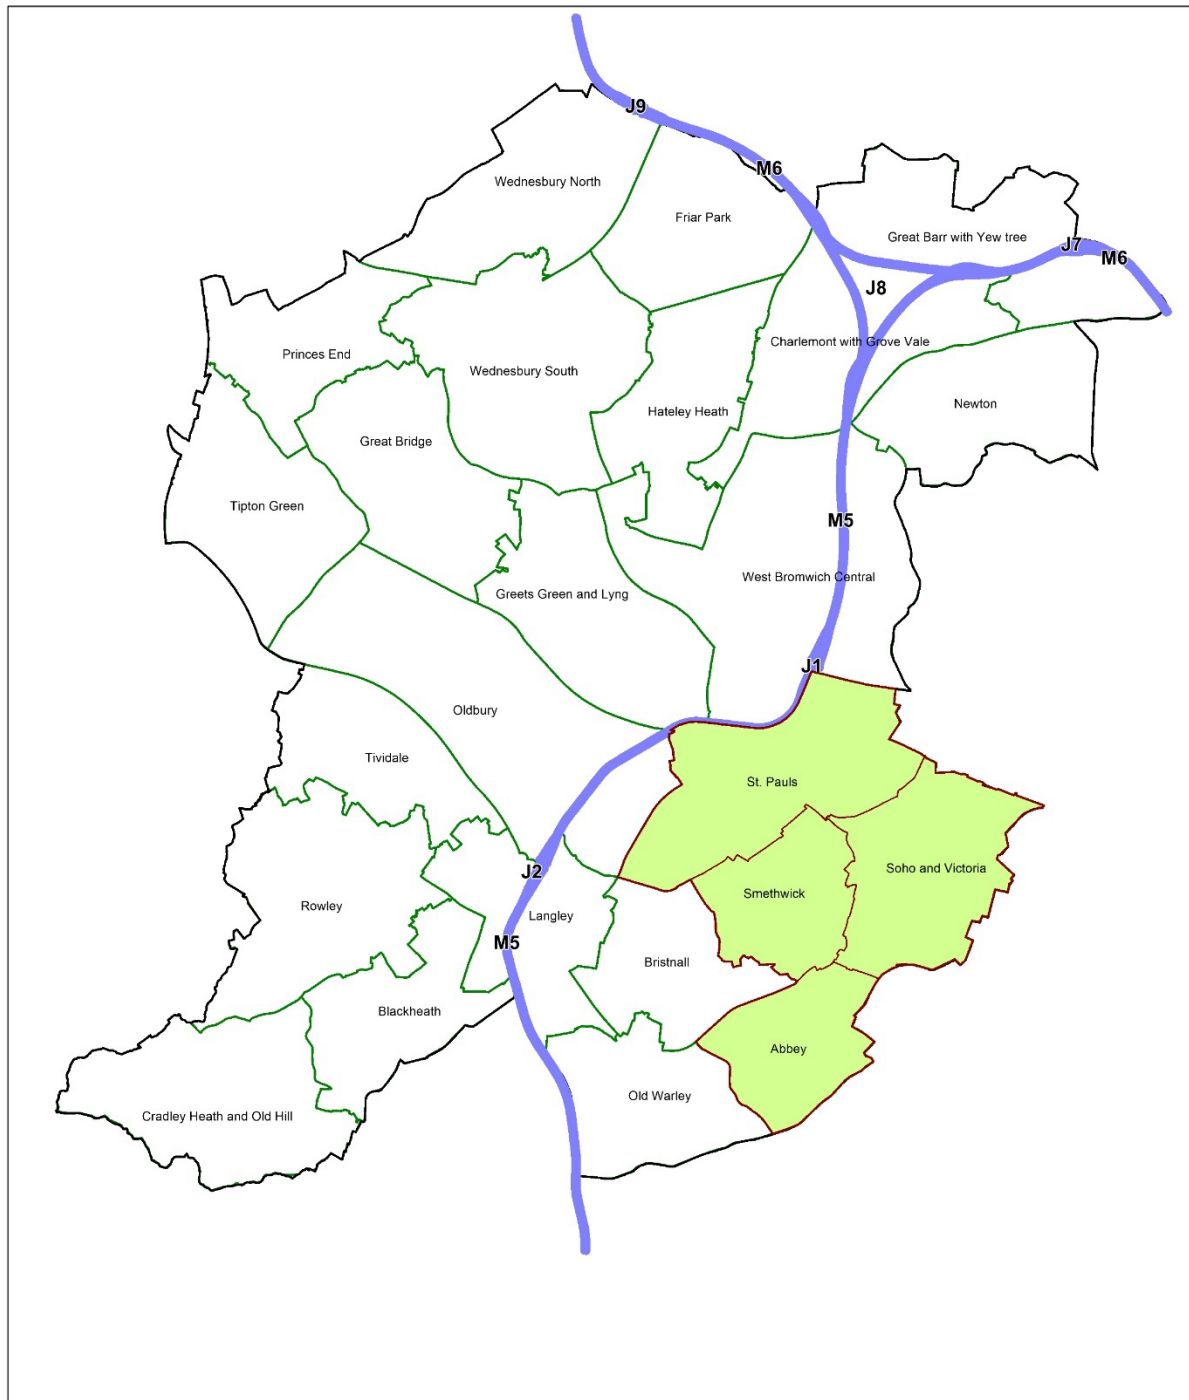 J9
M6
Wednesbury North
Friar Park
Great Barr with Yew tree
J7
M6
J8
Charlemont with Grove Vale
Princes End
Wednesbury South
Newton
Hateley Heath
Great Bridge
Tipton Green
M5
West Bromwich Central
Greets Green and Lyng
J1
Oldbury
Tividale
St. Pauls
J2
Soho and Victoria
Smethwick
Rowley
Langley
M5
Bristnall
Blackheath
Abbey
Old Warley
Cradley Heath and Old Hill